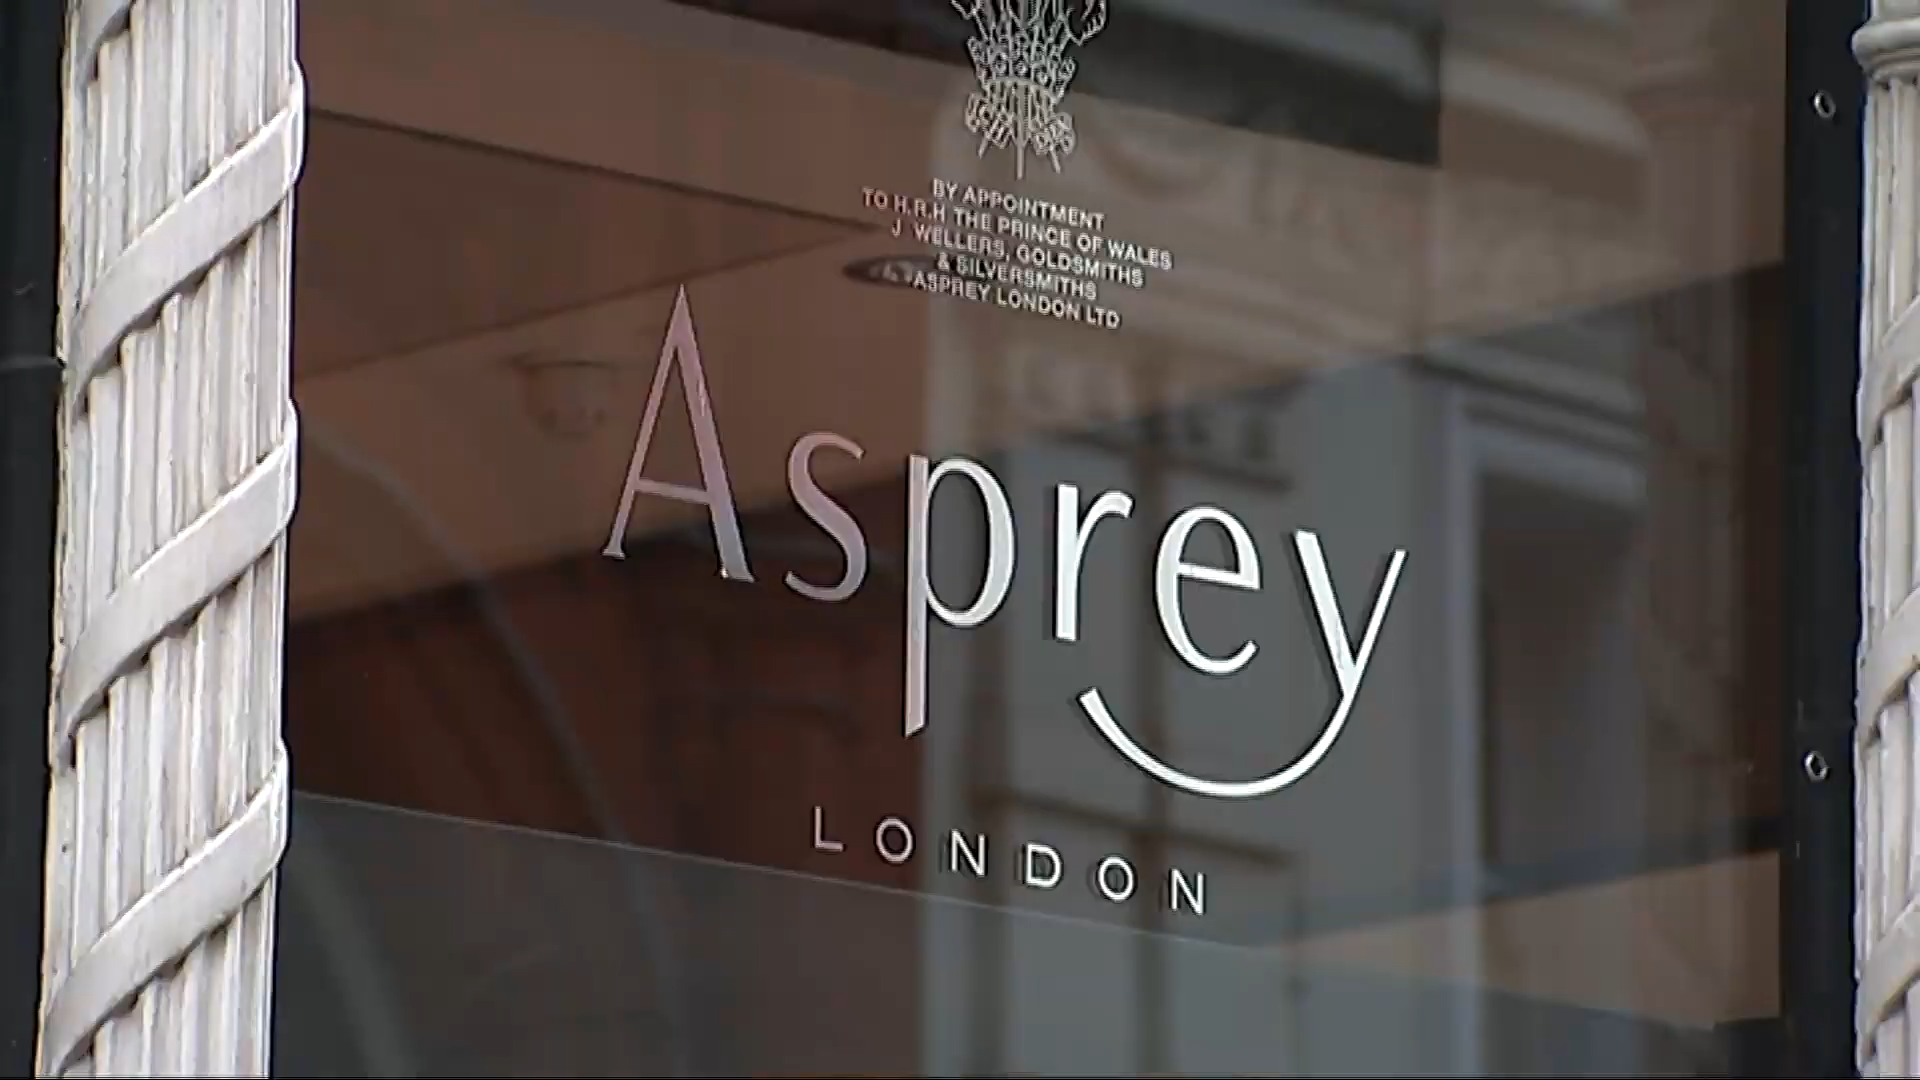 BY APPOINTMENT
TO H.R.H THE PRINCE OF WALES
J WELLERS, GOLDSMITHS
& SILVERSMITHS
ASPREY LONDON LTD
Asprey
LONDON